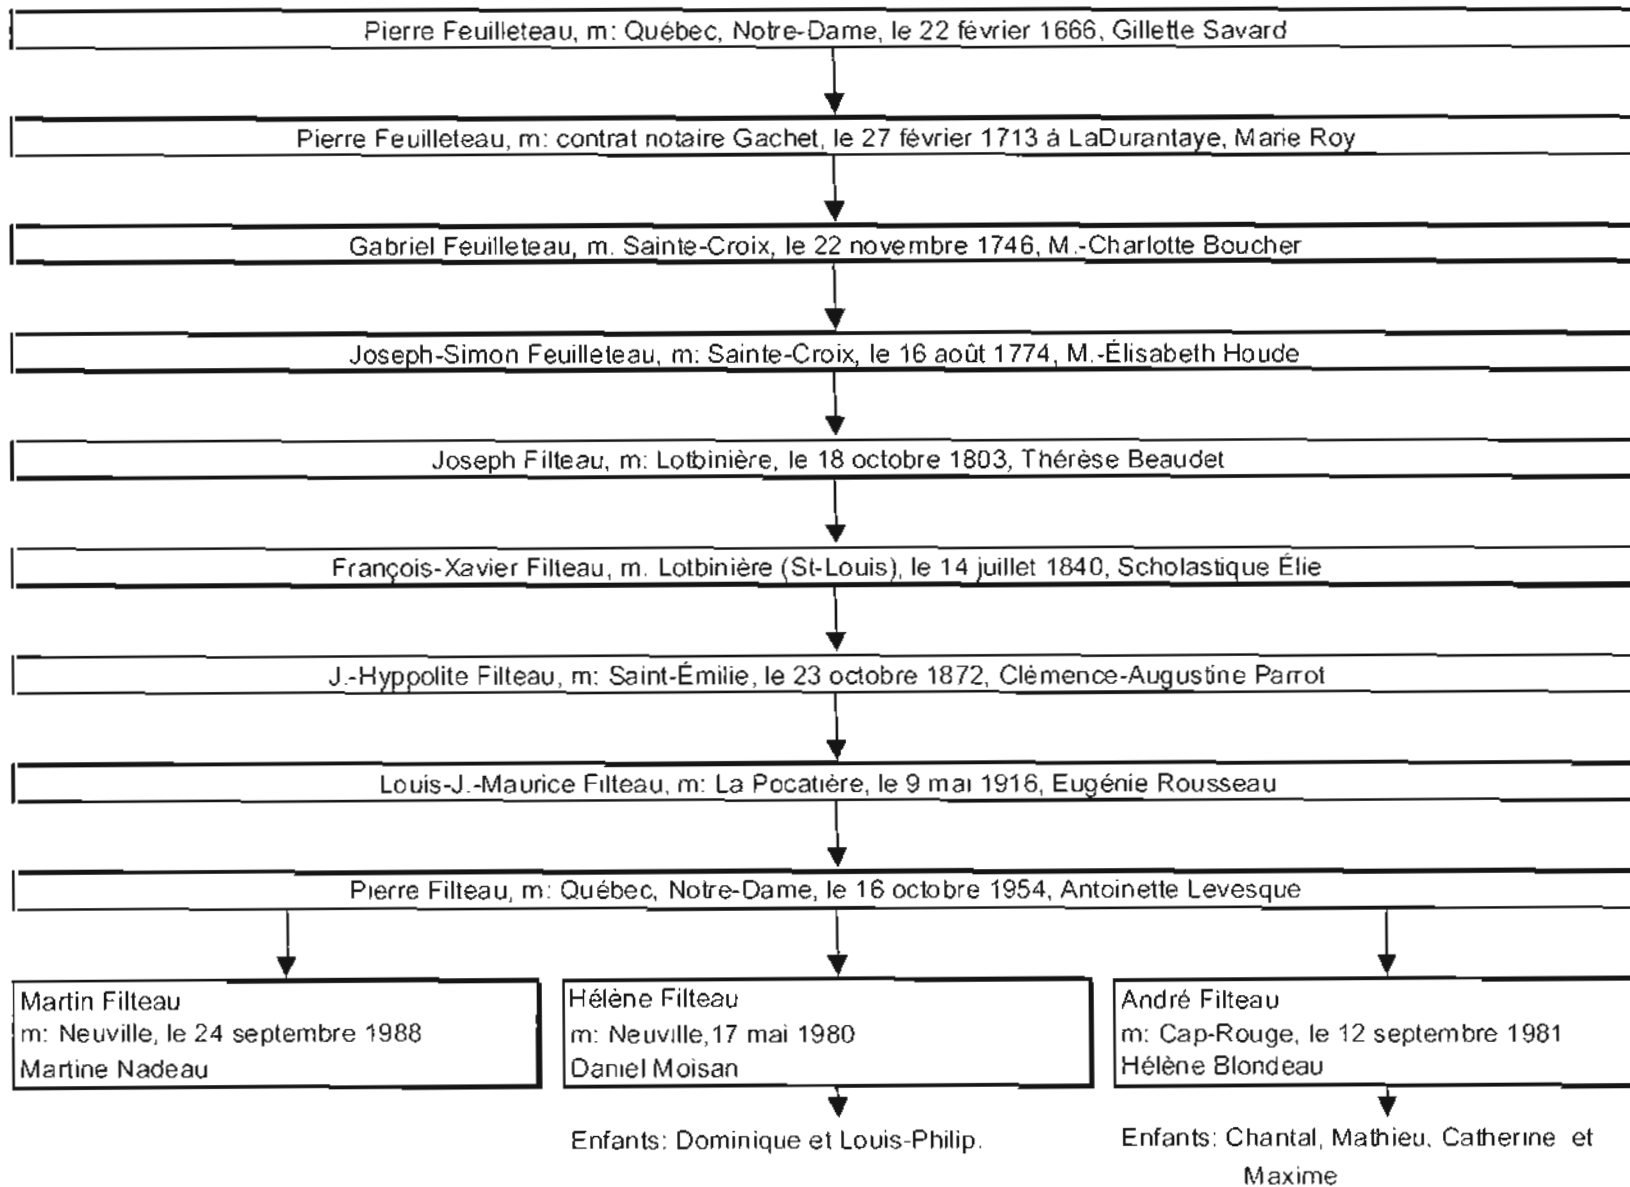 Pierre Feuilleteau, m: Québec, Notre-Dame, le 22 février 1666, Gillette Savard
Pierre Feuilleteau, m: contrat notaire Gachet, le 27 février 1713 à LaDurantaye, Marie Roy
Gabriel Feuilleteau, m. Sainte-Croix, le 22 novembre 1746, M.-Charlotte Boucher
Joseph-Simon Feuilleteau, m: Sainte-Croix, le 16 août 1774, M.-Élisabeth Houde
Joseph Filteau, m: Lotbinière, le 18 octobre 1803, Thérèse Beaudet
François-Xavier Filteau, m. Lotbinière (St-Louis), le 14 juillet 1840, Scholastique Élie
J.-Hyppolite Filteau, m: Saint-Émilie, le 23 octobre 1872, Clémence-Augustine Parrot
Louis-J.-Maurice Filteau, m: La Pocatière, le 9 mai 1916, Eugénie Rousseau
Pierre Filteau, m: Québec, Notre-Dame, le 16 octobre 1954, Antoinette Levesque
Martin Filteau
m: Neuville, le 24 septembre 1988
Martine Nadeau
Hélène Filteau
m: Neuville,17 mai 1980
Daniel Moisan
André Filteau
m: Cap-Rouge, le 12 septembre 1981
Hélène Blondeau
Enfants: Dominique et Louis-Philip.
Enfants: Chantal, Mathieu, Catherine et
Maxime